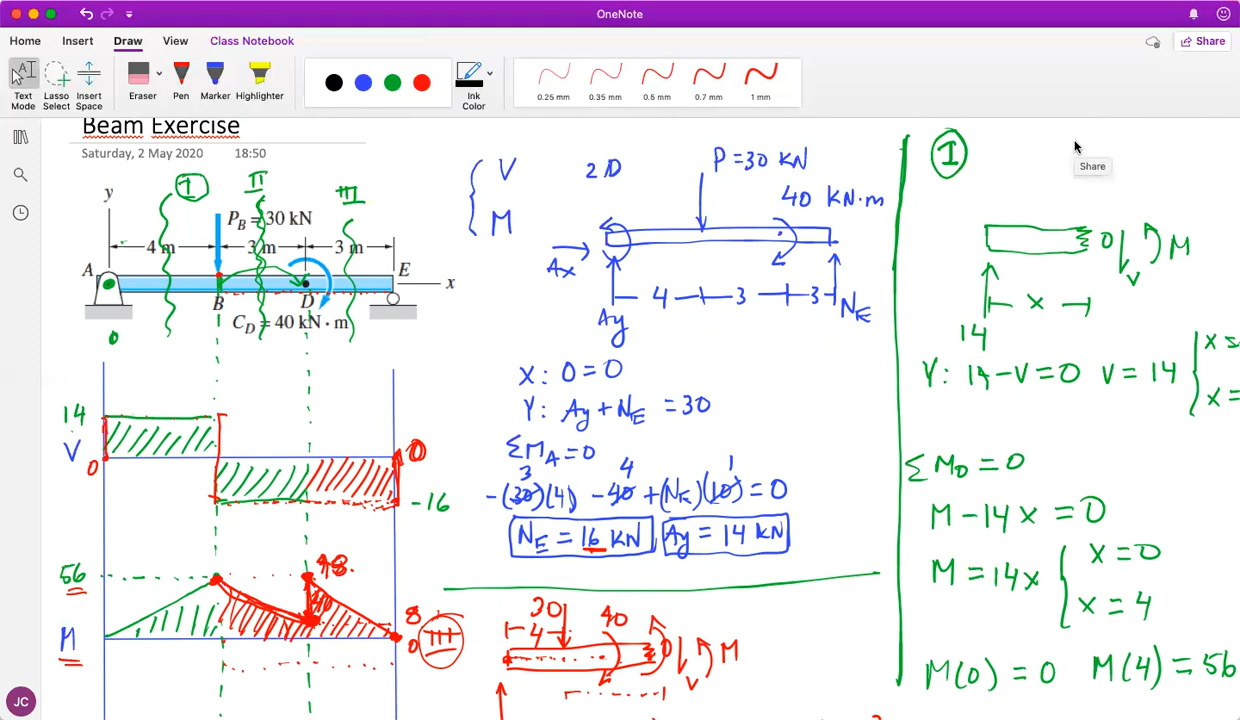 OneNote
Home Insert Draw View Class Notebook Share
Text Mode Lasso Select Insert Space Eraser Pen Marker Highlighter Ink Color 0.25 mm 0.35 mm 0.5 mm 0.7 mm 1 mm
Share
Beam Exercise
Saturday, 2 May 2020 18:50
y
I II III
P_B = 30 kN
4 m 3 m 3 m
A E x
B D
C_D = 40 kN · m
0
14
V
0 0
-16
56 48
40
M 8
0
V 2D P = 30 KN
M 40 KN·m
Ax
4 3 3
Ay N_E
X: 0 = 0
Y: Ay + N_E = 30
ΣM_A = 0
3 4 1
-(30)(4) - 40 + (N_E)(10) = 0
N_E = 16 KN Ay = 14 KN
III
30 40
4 0 M
V
I
0 M
V
x
14
Y: 14 - V = 0 V = 14 { x
x =
ΣM_0 = 0
M - 14x = 0
M = 14x { x = 0
x = 4
M(0) = 0 M(4) = 56
JC